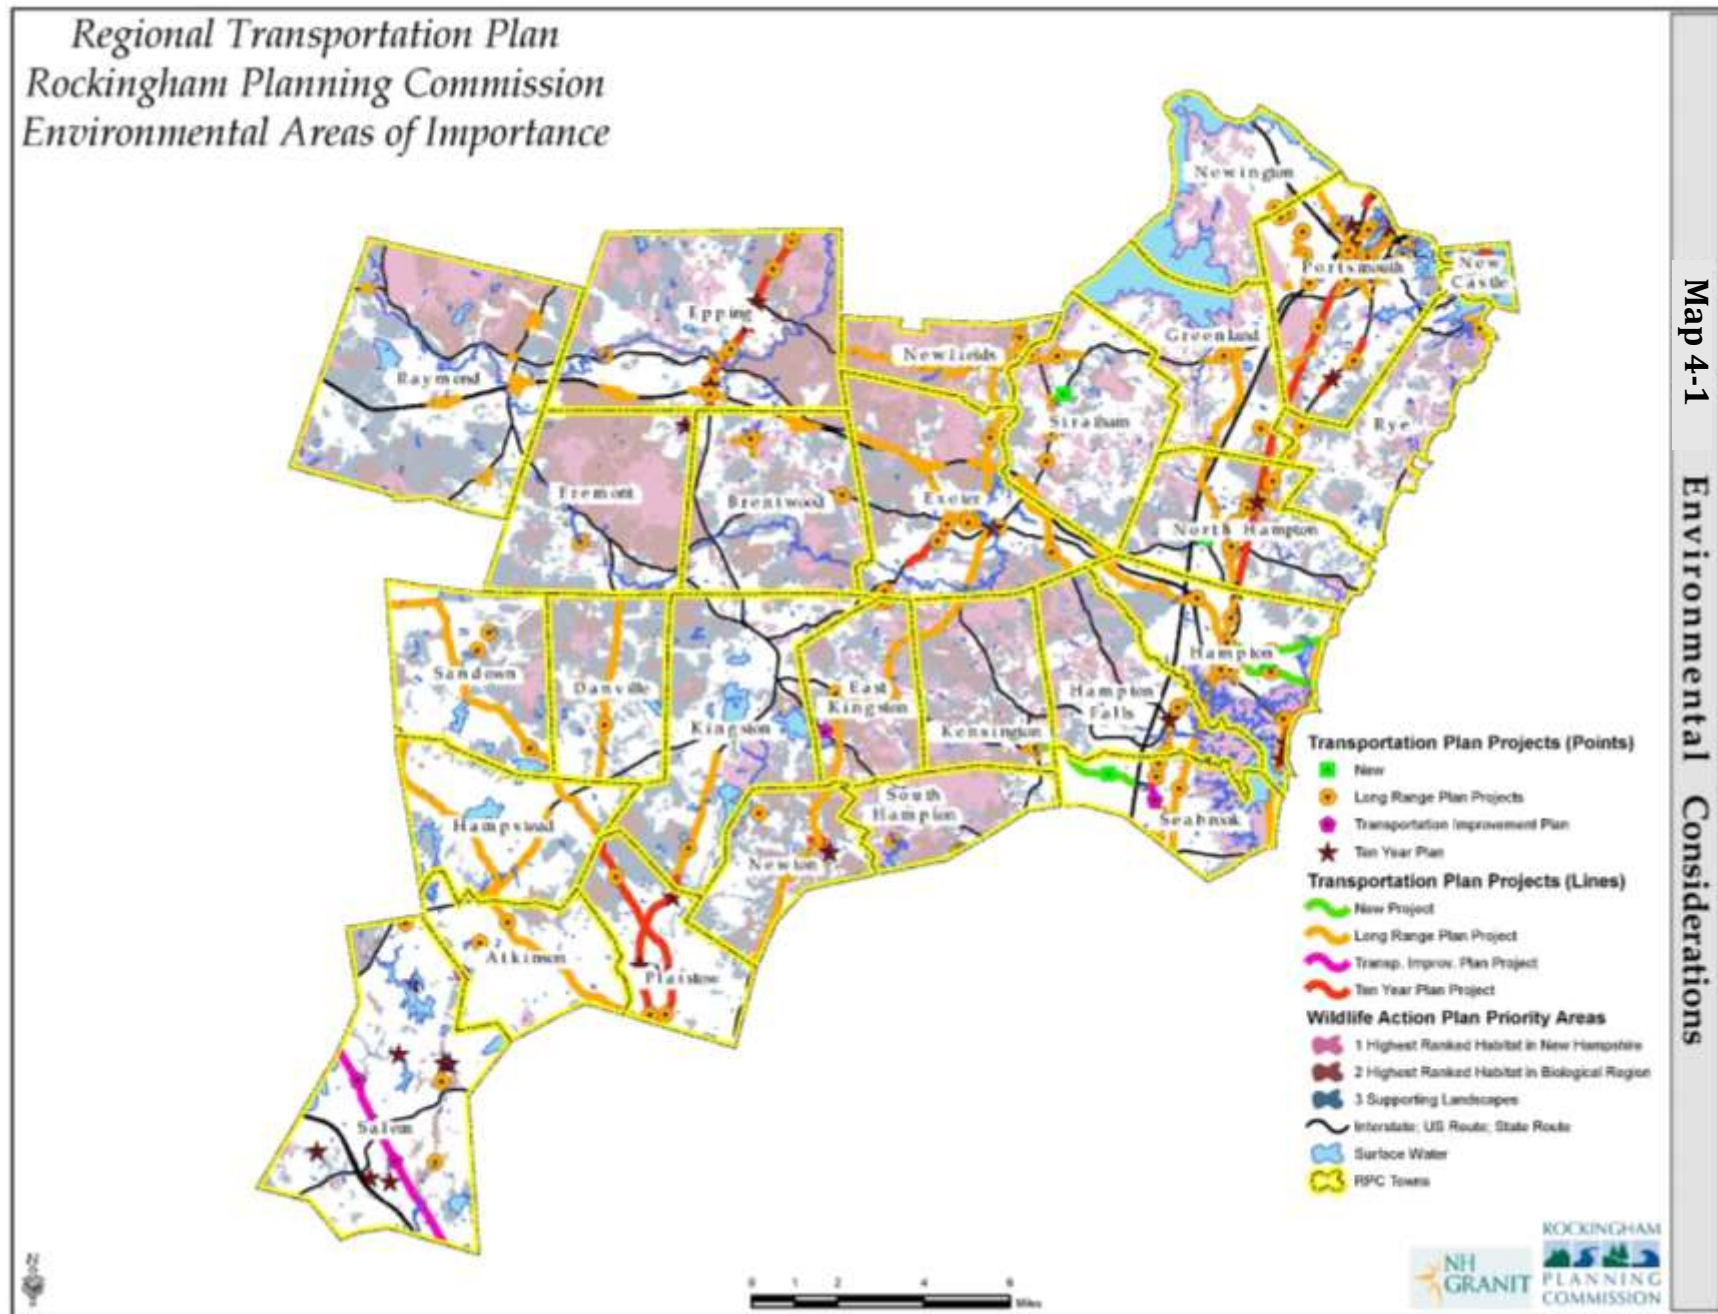 Regional Transportation Plan
Rockingham Planning Commission
Environmental Areas of Importance
Map 4-1 Environmental Considerations
Newington
Portsmouth
New
Castle
Epping
Greenland
Newfields
Raymond
Stratham
Rye
Fremont
Brentwood
Exeter
North Hampton
Hampton
Sandown
Danville
East
Kingston
Hampton
Falls
Kingston
Kensington
South
Hampton
Seabrook
Hampstead
Newton
Atkinson
Plaistow
Salem
Transportation Plan Projects (Points)
New
Long Range Plan Projects
Transportation Improvement Plan
Ten Year Plan
Transportation Plan Projects (Lines)
New Project
Long Range Plan Project
Transp. Improv. Plan Project
Ten Year Plan Project
Wildlife Action Plan Priority Areas
1 Highest Ranked Habitat in New Hampshire
2 Highest Ranked Habitat in Biological Region
3 Supporting Landscapes
Interstate; US Route; State Route
Surface Water
RPC Towns
0 1 2 4 6
Miles
N
NH
GRANIT
ROCKINGHAM
PLANNING
COMMISSION